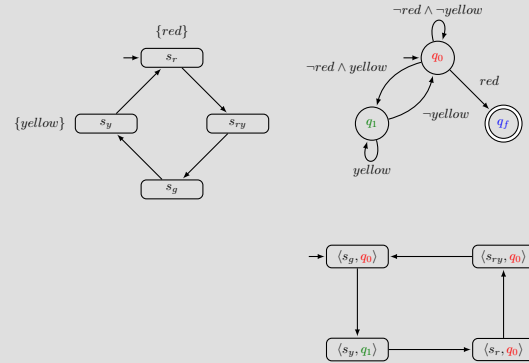 {red}
s_r
{yellow}
s_y
s_ry
s_g
¬red ∧ ¬yellow
q_0
¬red ∧ yellow
red
q_1
¬yellow
q_f
yellow
⟨s_g, q_0⟩
⟨s_ry, q_0⟩
⟨s_y, q_1⟩
⟨s_r, q_0⟩